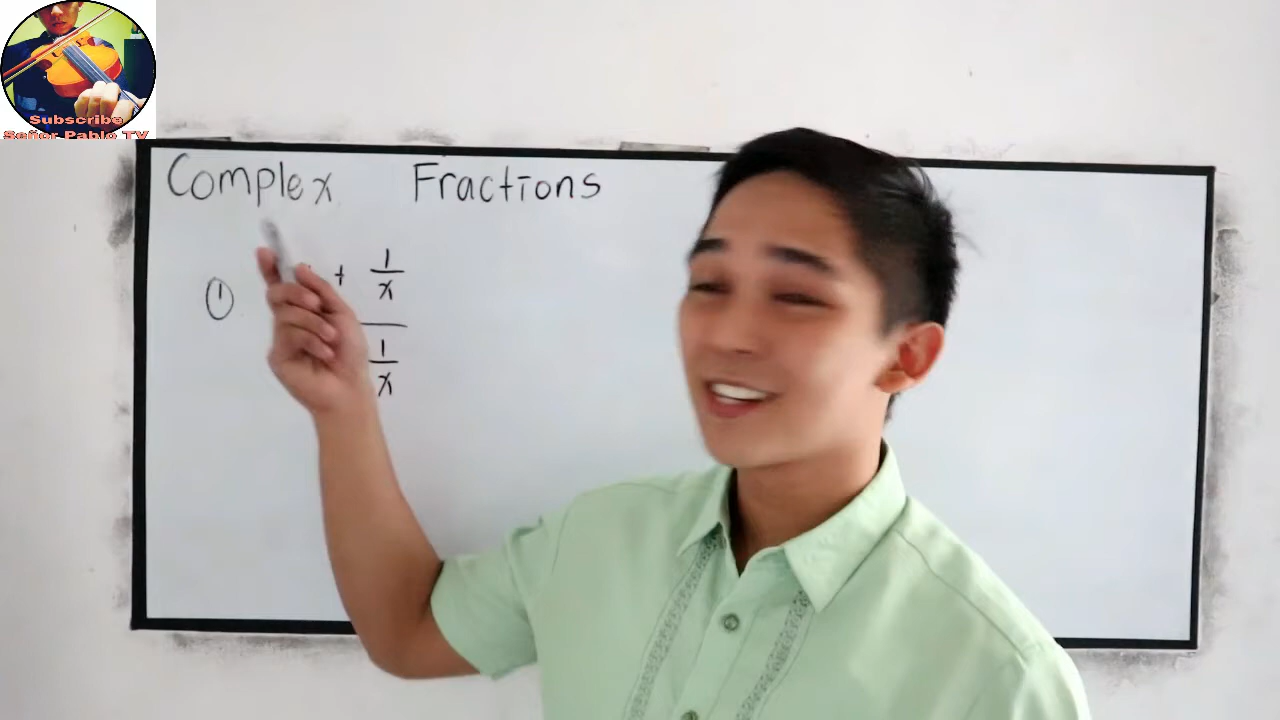 Subscribe
Señor Pablo TV
Complex Fractions
① + 1/x
1/x